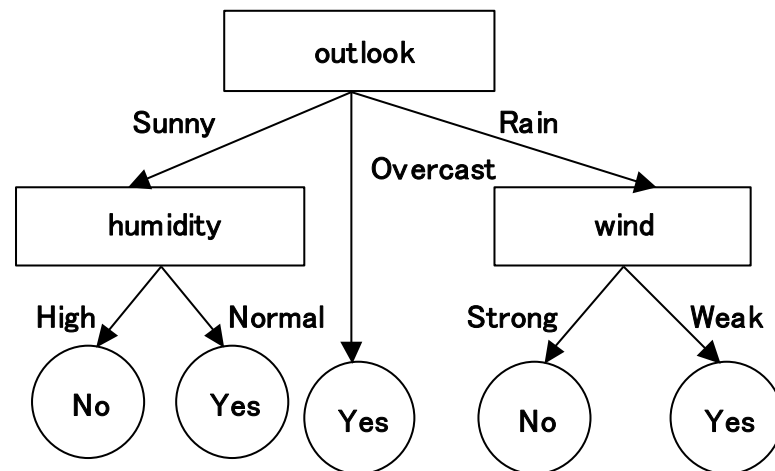 outlook
Sunny
Rain
Overcast
humidity
wind
High
Normal
Strong
Weak
No
Yes
Yes
No
Yes